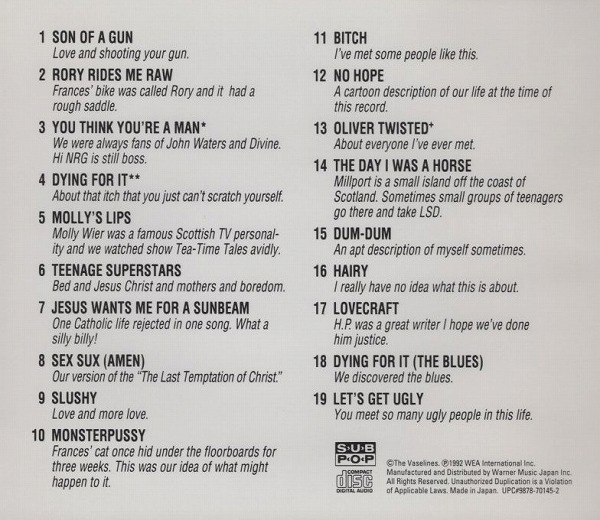 1 SON OF A GUN
Love and shooting your gun.
2 RORY RIDES ME RAW
Frances' bike was called Rory and it had a
rough saddle.
3 YOU THINK YOU'RE A MAN*
We were always fans of John Waters and Divine.
Hi NRG is still boss.
4 DYING FOR IT**
About that itch that you just can't scratch yourself.
5 MOLLY'S LIPS
Molly Wier was a famous Scottish TV personal-
ity and we watched show Tea-Time Tales avidly.
6 TEENAGE SUPERSTARS
Bed and Jesus Christ and mothers and boredom.
7 JESUS WANTS ME FOR A SUNBEAM
One Catholic life rejected in one song. What a
silly billy!
8 SEX SUX (AMEN)
Our version of the "The Last Temptation of Christ."
9 SLUSHY
Love and more love.
10 MONSTERPUSSY
Frances' cat once hid under the floorboards for
three weeks. This was our idea of what might
happen to it.
11 BITCH
I've met some people like this.
12 NO HOPE
A cartoon description of our life at the time of
this record.
13 OLIVER TWISTED+
About everyone I've ever met.
14 THE DAY I WAS A HORSE
Millport is a small island off the coast of
Scotland. Sometimes small groups of teenagers
go there and take LSD.
15 DUM-DUM
An apt description of myself sometimes.
16 HAIRY
I really have no idea what this is about.
17 LOVECRAFT
H.P. was a great writer I hope we've done
him justice.
18 DYING FOR IT (THE BLUES)
We discovered the blues.
19 LET'S GET UGLY
You meet so many ugly people in this life.
SUB
POP
COMPACT
disc
DIGITAL AUDIO
©The Vaselines. ℗1992 WEA International Inc.
Manufactured and Distributed by Warner Music Japan Inc.
All Rights Reserved. Unauthorized Duplication is a Violation
of Applicable Laws. Made in Japan. UPC#9878-70145-2